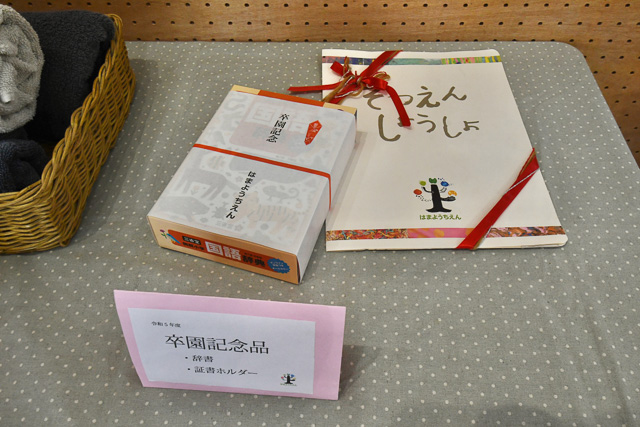 卒園記念
はまようちえん
国語辞典
そつえん
しょうしょ
はまようちえん
令和5年度
卒園記念品
・辞書
・証書ホルダー